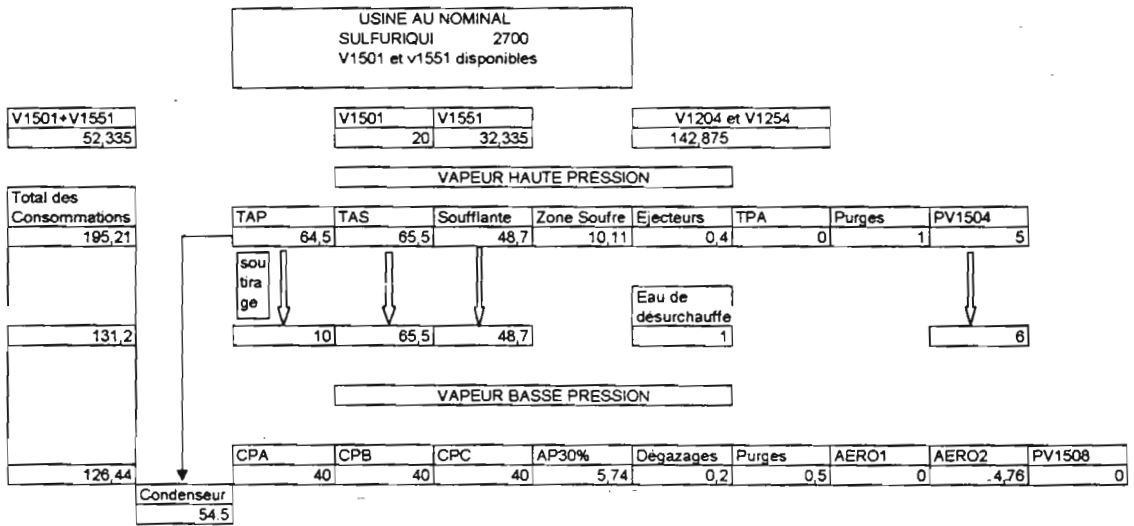 USINE AU NOMINAL
SULFURIQUI 2700
V1501 et v1551 disponibles
V1501+V1551 V1501 V1551 V1204 et V1254
52,335 20 32,335 142,875
VAPEUR HAUTE PRESSION
Total des
Consommations TAP TAS Soufflante Zone Soufre Ejecteurs TPA Purges PV1504
195,21 64,5 65,5 48,7 10,11 0,4 0 1 5
sou
tira
ge
Eau de
désurchauffe
131,2 10 65,5 48,7 1 6
VAPEUR BASSE PRESSION
CPA CPB CPC AP30% Dégazages Purges AERO1 AERO2 PV1508
126,44 40 40 40 5,74 0,2 0,5 0 4,76 0
Condenseur
54.5